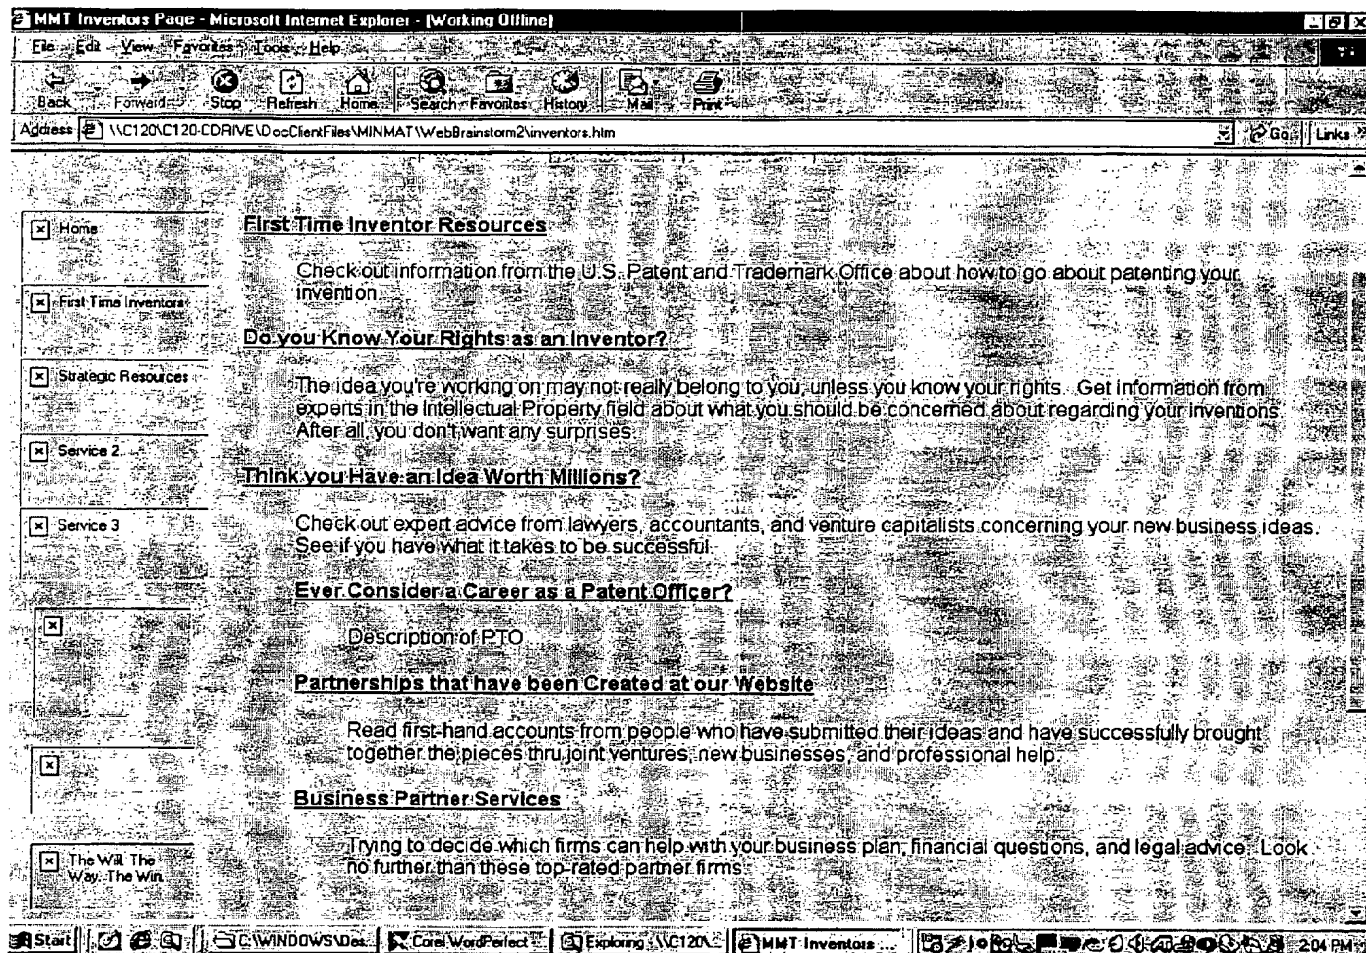 MMT Inventors Page - Microsoft Internet Explorer - [Working Offline]
File Edit View Favorites Tools Help
Back Forward Stop Refresh Home Search Favorites History Mail Print
Address \\C120\C120-CDRIVE\DocClientFiles\MINMAT\WebBrainstorm2\inventors.htm Go Links »
Home
First Time Inventors
Strategic Resources
Service 2
Service 3
The Will. The
Way. The Win.
First Time Inventor Resources
Check out information from the U.S. Patent and Trademark Office about how to go about patenting your
invention.
Do you Know Your Rights as an Inventor?
The idea you're working on may not really belong to you, unless you know your rights. Get information from
experts in the Intellectual Property field about what you should be concerned about regarding your inventions.
After all, you don't want any surprises.
Think you Have an Idea Worth Millions?
Check out expert advice from lawyers, accountants, and venture capitalists concerning your new business ideas.
See if you have what it takes to be successful.
Ever Consider a Career as a Patent Officer?
Description of PTO
Partnerships that have been Created at our Website
Read first-hand accounts from people who have submitted their ideas and have successfully brought
together the pieces thru joint ventures, new businesses, and professional help.
Business Partner Services
Trying to decide which firms can help with your business plan, financial questions, and legal advice. Look
no further than these top-rated partner firms.
Start C:\WINDOWS\Des... Corel WordPerfect Exploring - \\C120\... MMT Inventors ... 2:04 PM